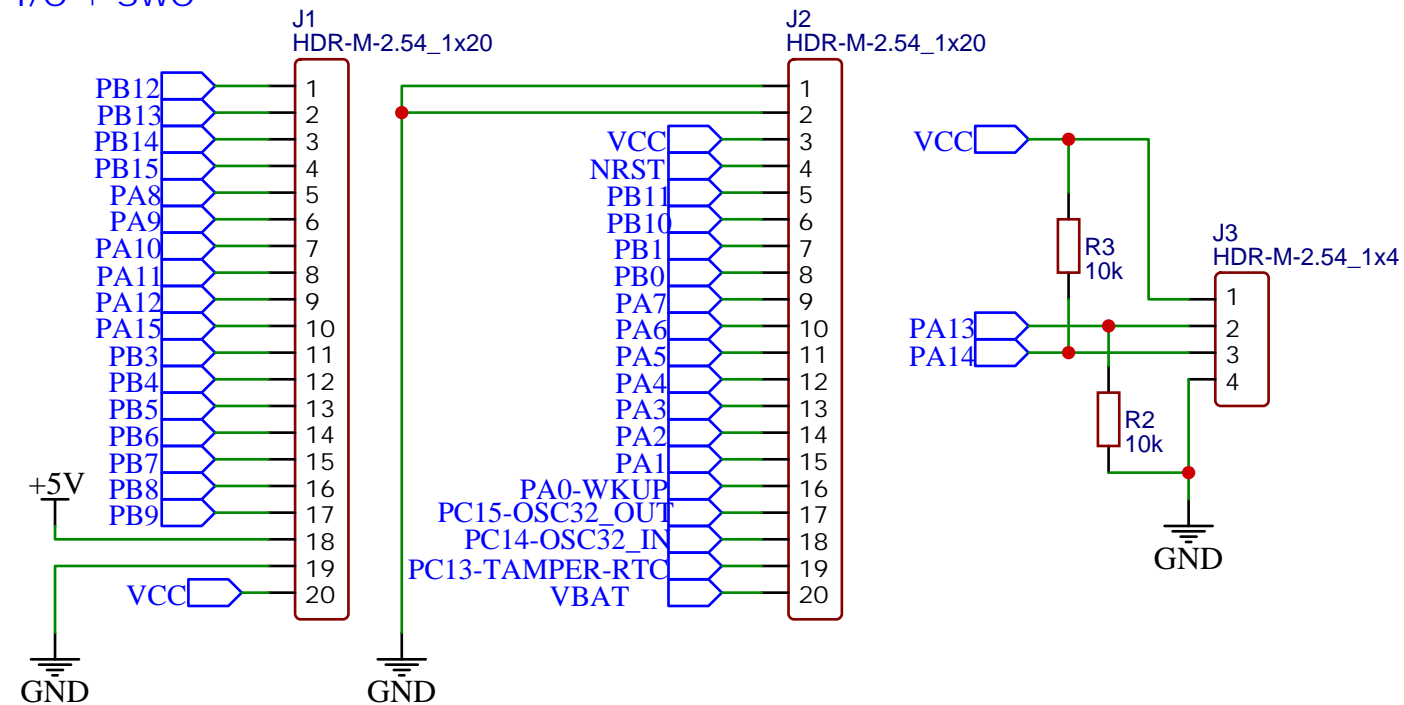 I/O + SWO
J1
HDR-M-2.54_1x20
PB12 1
PB13 2
PB14 3
PB15 4
PA8 5
PA9 6
PA10 7
PA11 8
PA12 9
PA15 10
PB3 11
PB4 12
PB5 13
PB6 14
PB7 15
PB8 16
PB9 17
+5V 18
19
VCC 20
GND
J2
HDR-M-2.54_1x20
1
2
VCC 3
NRST 4
PB11 5
PB10 6
PB1 7
PB0 8
PA7 9
PA6 10
PA5 11
PA4 12
PA3 13
PA2 14
PA1 15
PA0-WKUP 16
PC15-OSC32_OUT 17
PC14-OSC32_IN 18
PC13-TAMPER-RTC 19
VBAT 20
GND
VCC
R3
10k
J3
HDR-M-2.54_1x4
1
PA13 2
PA14 3
4
R2
10k
GND